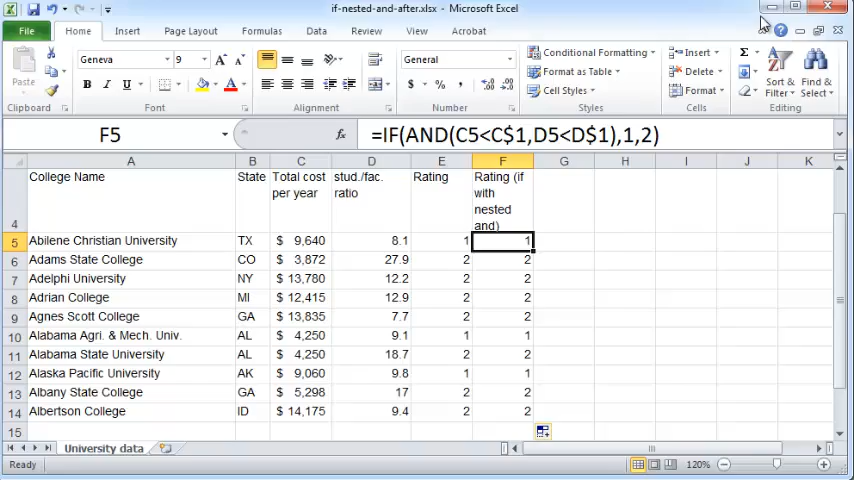 if-nested-and-after.xlsx - Microsoft Excel
File Home Insert Page Layout Formulas Data Review View Acrobat
Paste Geneva 9 A A General Conditional Formatting Insert Σ
B I U A Format as Table Delete Sort & Find &
$ % , Cell Styles Format Filter Select
Clipboard Font Alignment Number Styles Cells Editing
F5 fx =IF(AND(C5<C$1,D5<D$1),1,2)
A B C D E F G H I J K
4 College Name State Total cost per year stud./fac. ratio Rating Rating (if with nested and)
5 Abilene Christian University TX $ 9,640 8.1 1 1
6 Adams State College CO $ 3,872 27.9 2 2
7 Adelphi University NY $ 13,780 12.2 2 2
8 Adrian College MI $ 12,415 12.9 2 2
9 Agnes Scott College GA $ 13,835 7.7 2 2
10 Alabama Agri. & Mech. Univ. AL $ 4,250 9.1 1 1
11 Alabama State University AL $ 4,250 18.7 2 2
12 Alaska Pacific University AK $ 9,060 9.8 1 1
13 Albany State College GA $ 5,298 17 2 2
14 Albertson College ID $ 14,175 9.4 2 2
15
University data
Ready 120%